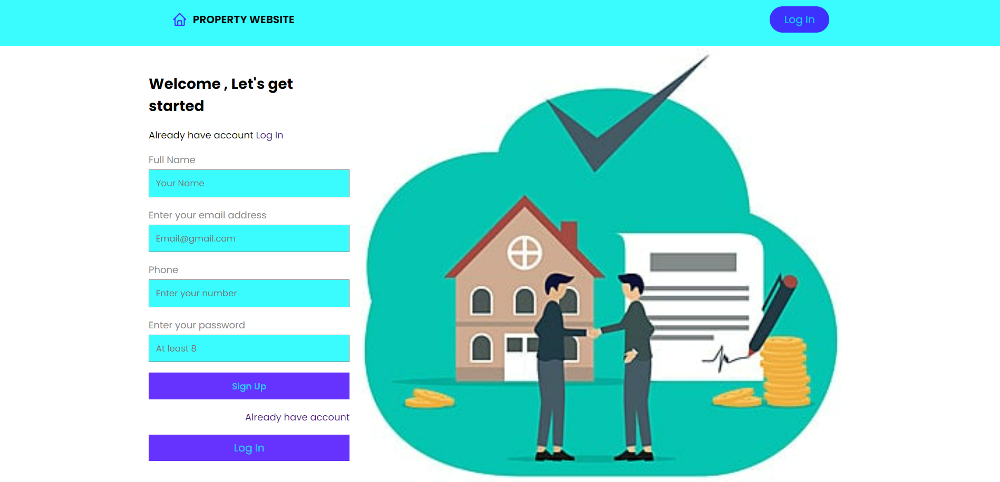 PROPERTY WEBSITE
Log In
Welcome , Let's get
started
Already have account Log In
Full Name
Your Name
Enter your email address
Email@gmail.com
Phone
Enter your number
Enter your password
At least 8
Sign Up
Already have account
Log In